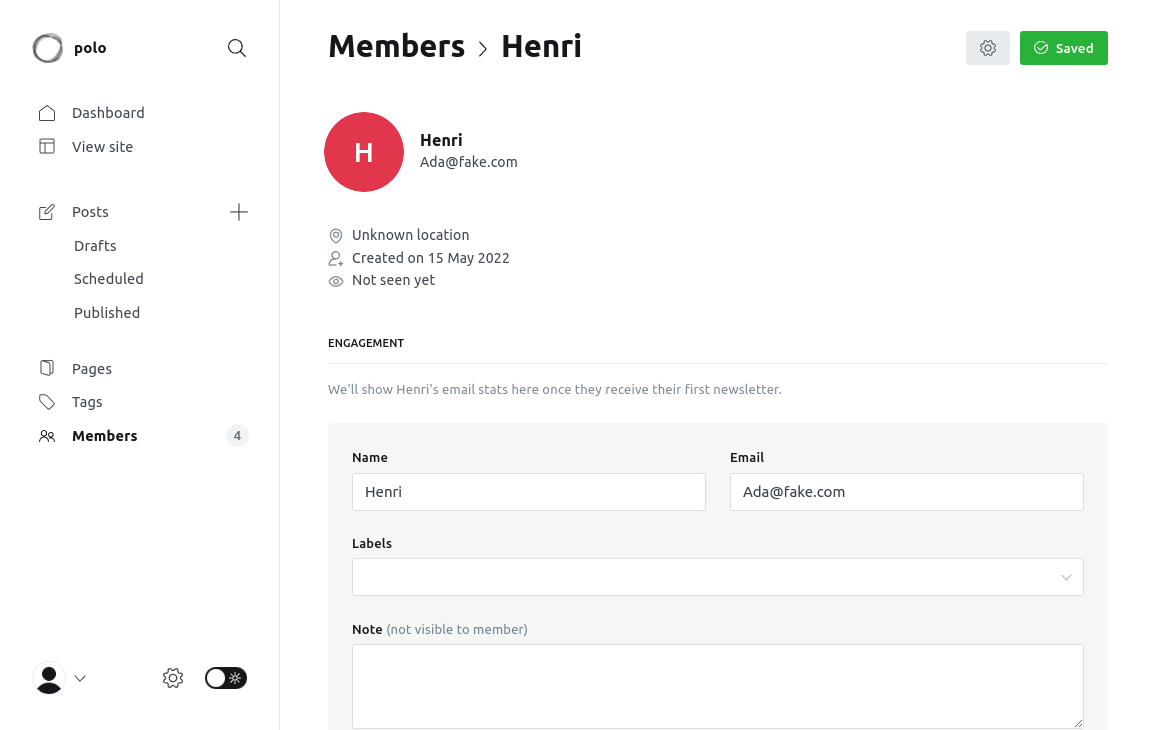 polo
Dashboard
View site
Posts
Drafts
Scheduled
Published
Pages
Tags
Members 4
Members > Henri
Saved
H
Henri
Ada@fake.com
Unknown location
Created on 15 May 2022
Not seen yet
ENGAGEMENT
We'll show Henri's email stats here once they receive their first newsletter.
Name
Henri
Email
Ada@fake.com
Labels
Note (not visible to member)